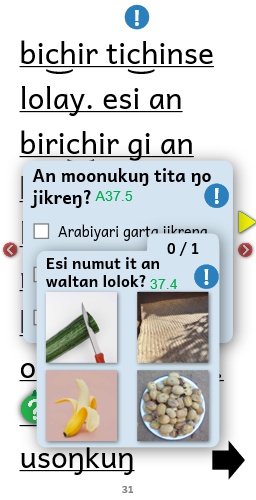 bichir tichinse
lolay. esi an
birichir gi an
An moonukuŋ tita ŋo
jikreŋ? A37.5
Arabiyari garta jikreŋa
0 / 1
Esi numut it an
waltan lolok? 37.4
usoŋkuŋ
31